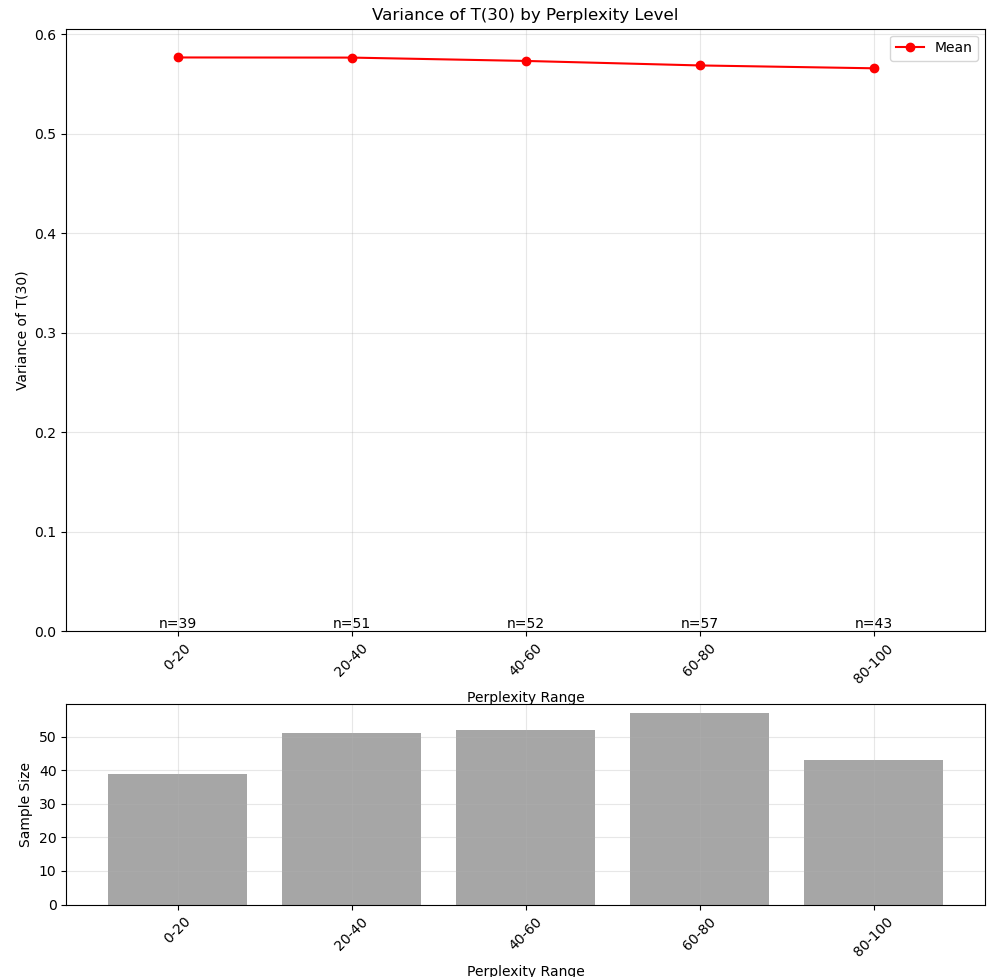 Variance of T(30) by Perplexity Level
Mean
Variance of T(30)
0.6
0.5
0.4
0.3
0.2
0.1
0.0
n=39
n=51
n=52
n=57
n=43
0-20
20-40
40-60
60-80
80-100
Perplexity Range
Sample Size
50
40
30
20
10
0
0-20
20-40
40-60
60-80
80-100
Perplexity Range